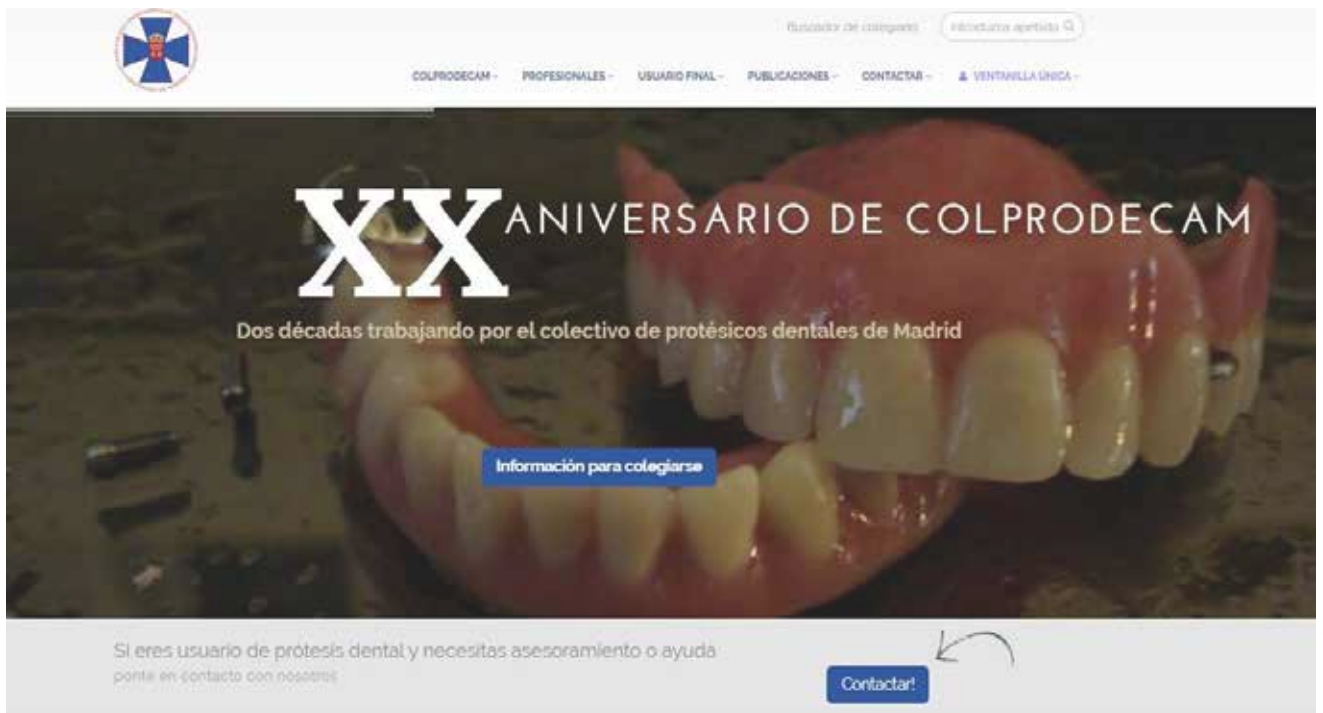 Buscador de colegiado
Introduzca apellido
COLPRODECAM
PROFESIONALES
USUARIO FINAL
PUBLICACIONES
CONTACTAR
VENTANILLA ÚNICA
XX ANIVERSARIO DE COLPRODECAM
Dos décadas trabajando por el colectivo de protésicos dentales de Madrid
Información para colegiarse
Si eres usuario de prótesis dental y necesitas asesoramiento o ayuda
ponte en contacto con nosotros
Contactar!